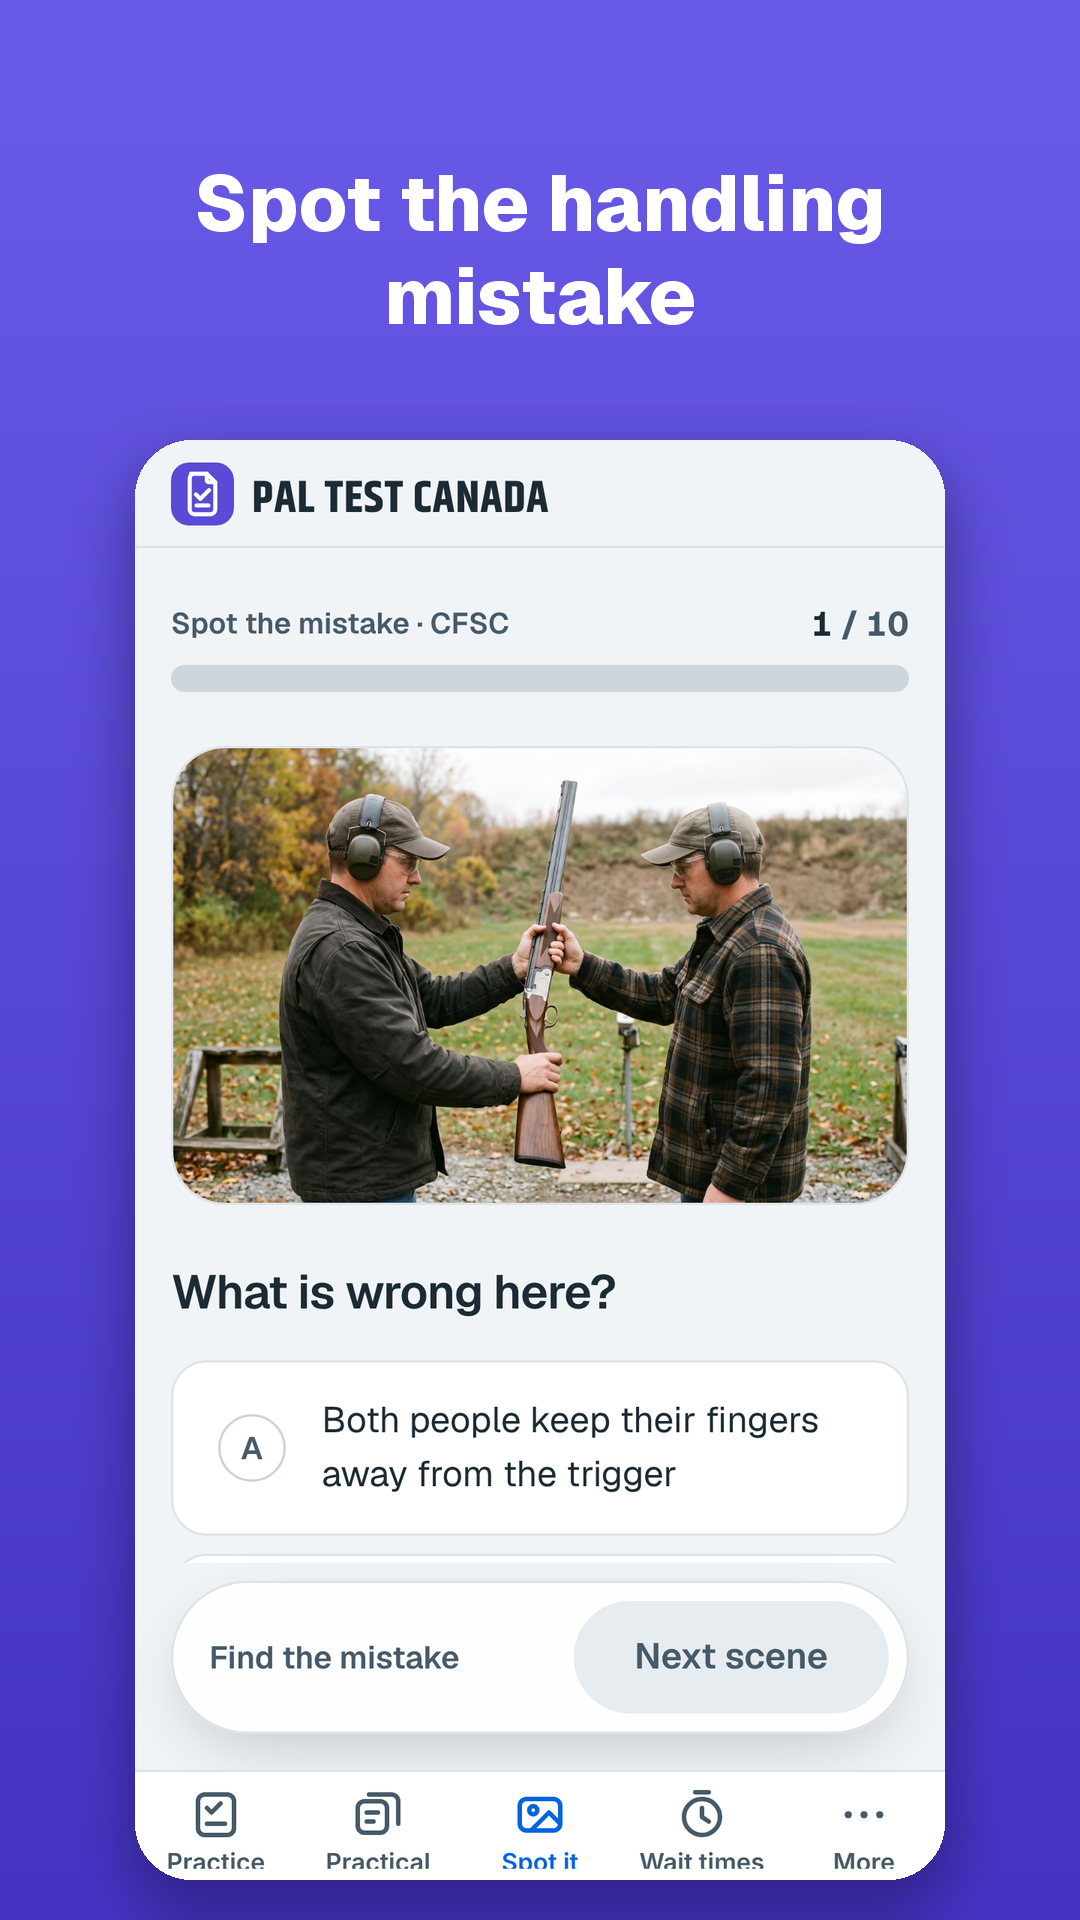 Spot the handling
mistake
PAL TEST CANADA
Spot the mistake · CFSC
1 / 10
What is wrong here?
A
Both people keep their fingers
away from the trigger
Find the mistake
Next scene
Practice
Practical
Spot it
Wait times
More